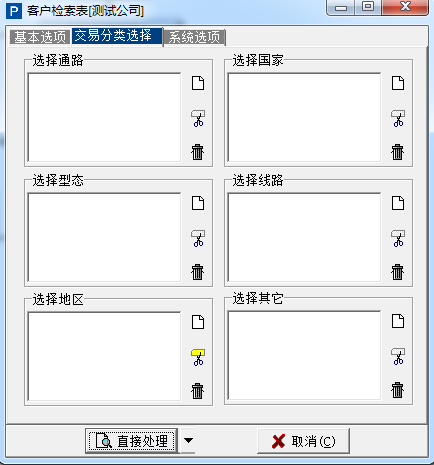 P 客户检索表[测试公司]
基本选项 交易分类选择 系统选项
选择通路 选择国家
选择型态 选择线路
选择地区 选择其它
直接处理 取消(C)